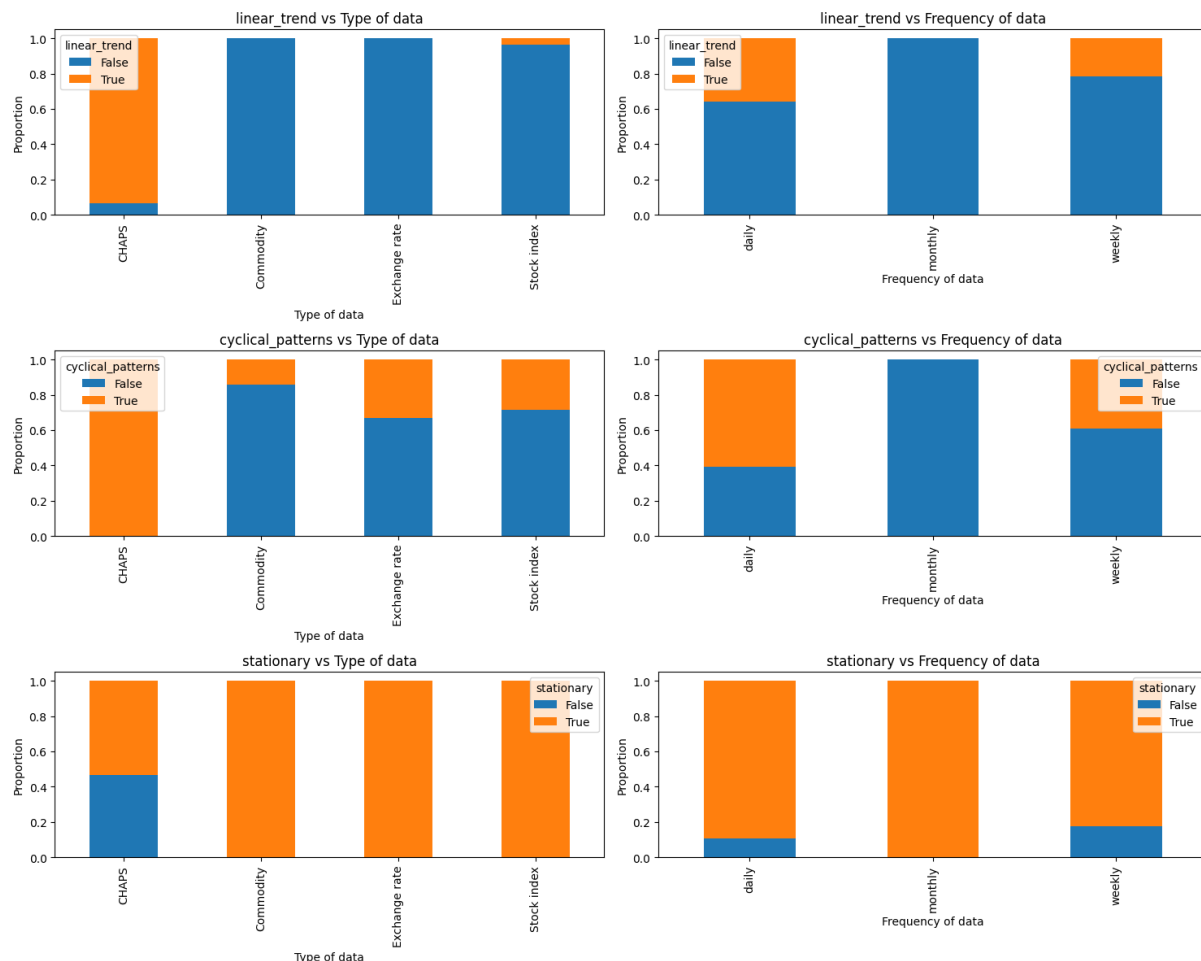 linear_trend vs Type of data
linear_trend
False
True
Proportion
1.0
0.8
0.6
0.4
0.2
0.0
CHAPS
Commodity
Exchange rate
Stock index
Type of data
linear_trend vs Frequency of data
linear_trend
False
True
Proportion
1.0
0.8
0.6
0.4
0.2
0.0
daily
monthly
weekly
Frequency of data
cyclical_patterns vs Type of data
cyclical_patterns
False
True
Proportion
1.0
0.8
0.6
0.4
0.2
0.0
CHAPS
Commodity
Exchange rate
Stock index
Type of data
cyclical_patterns vs Frequency of data
cyclical_patterns
False
True
Proportion
1.0
0.8
0.6
0.4
0.2
0.0
daily
monthly
weekly
Frequency of data
stationary vs Type of data
stationary
False
True
Proportion
1.0
0.8
0.6
0.4
0.2
0.0
CHAPS
Commodity
Exchange rate
Stock index
Type of data
stationary vs Frequency of data
stationary
False
True
Proportion
1.0
0.8
0.6
0.4
0.2
0.0
daily
monthly
weekly
Frequency of data